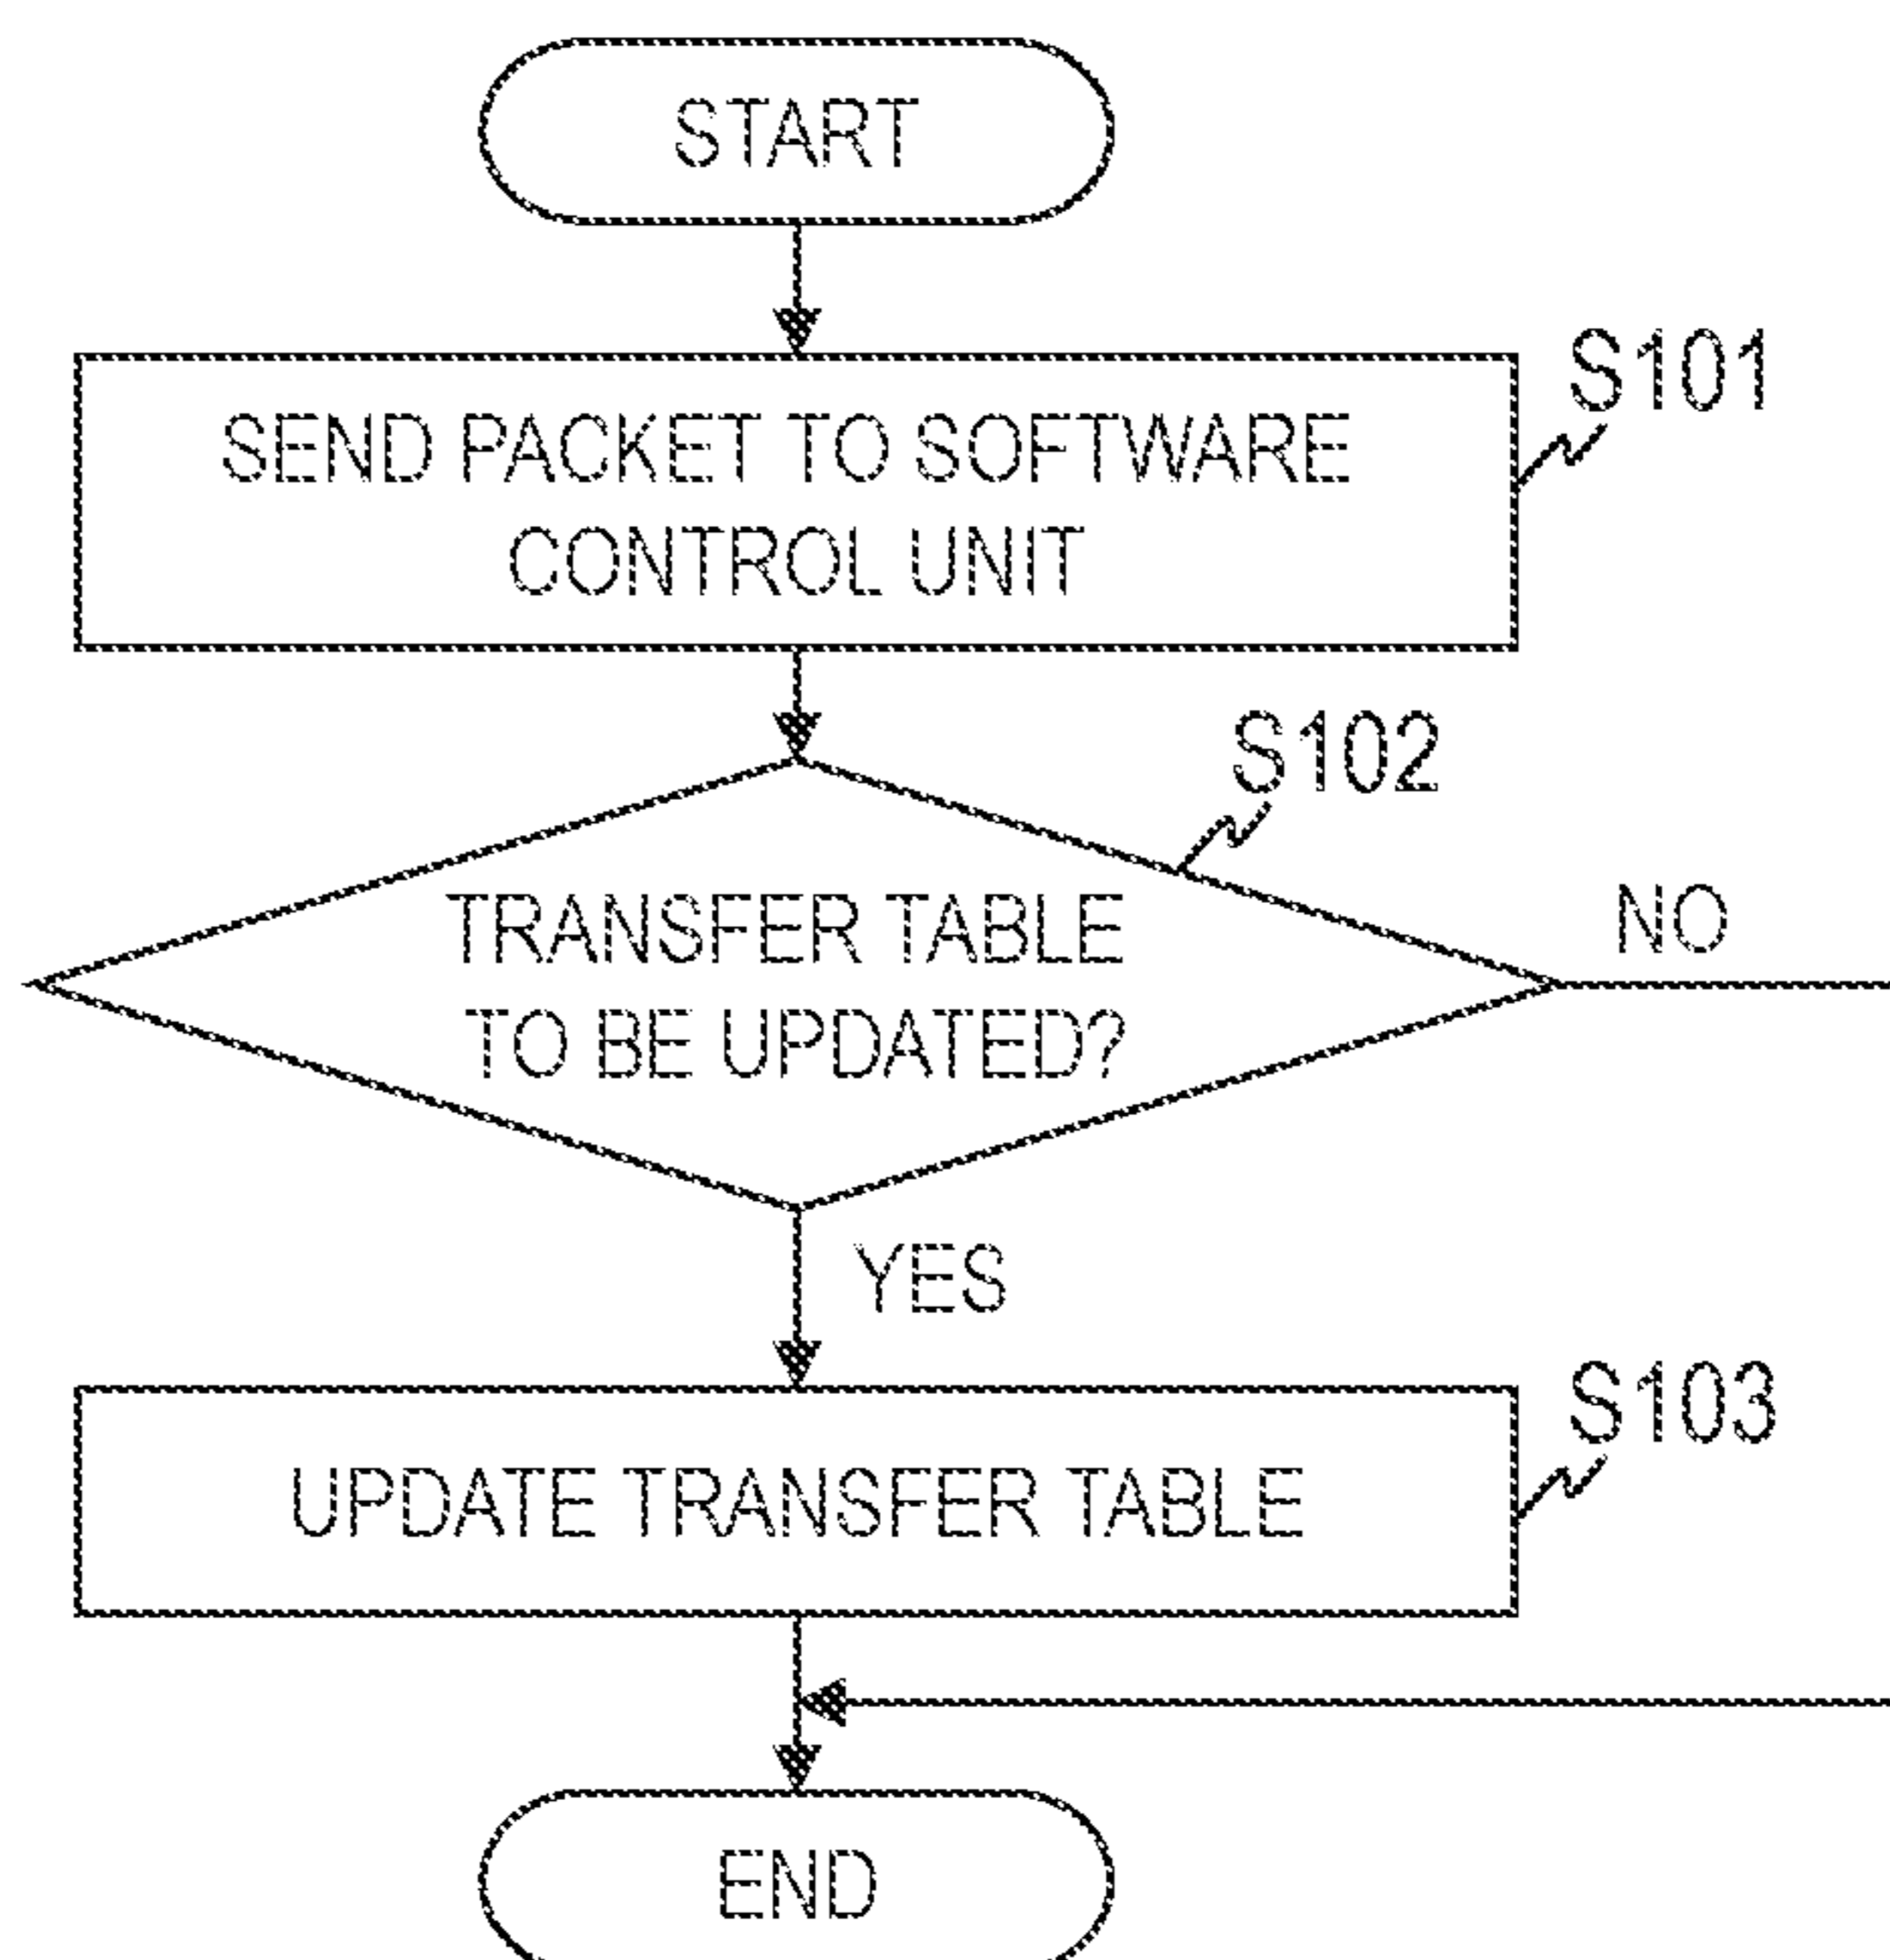 START
S101
SEND PACKET TO SOFTWARE
CONTROL UNIT
S102
TRANSFER TABLE
TO BE UPDATED?
NO
YES
S103
UPDATE TRANSFER TABLE
END